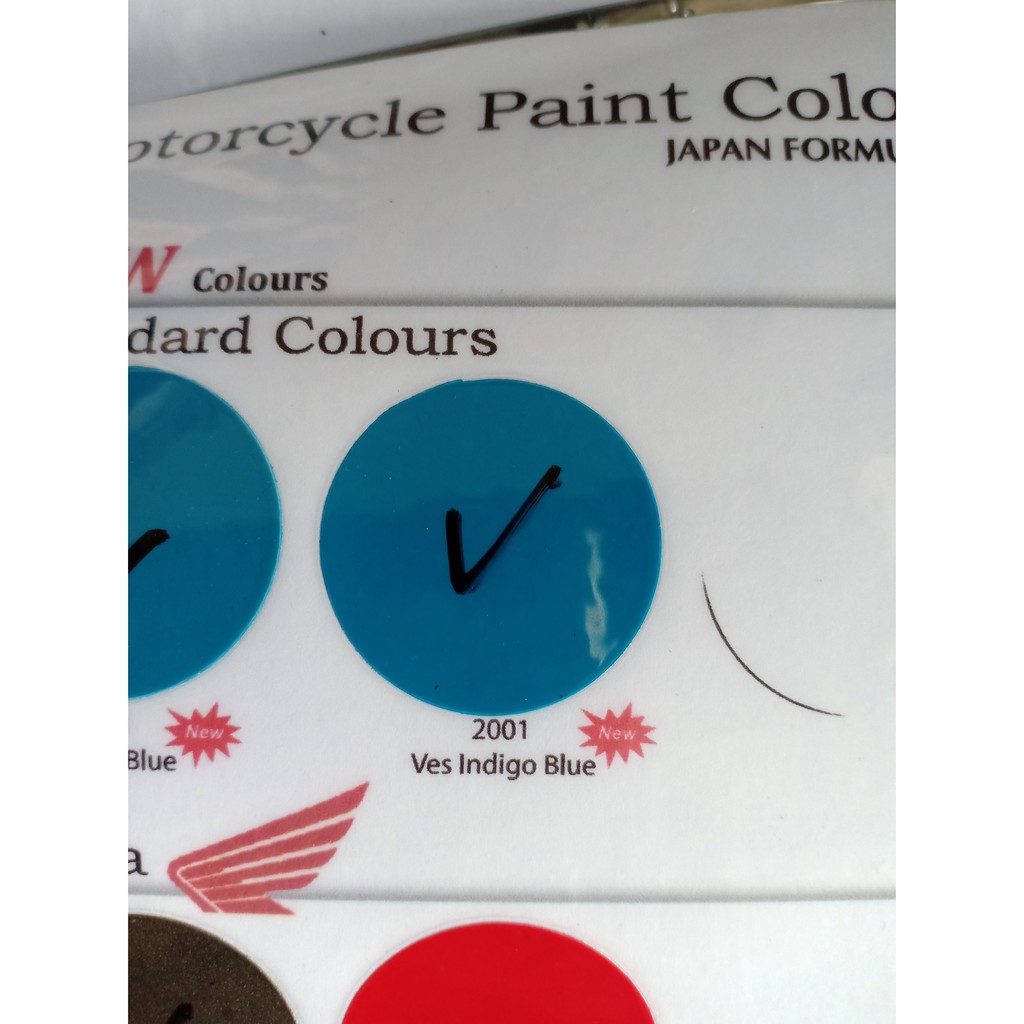 otorcycle Paint Colo
JAPAN FORMU
W Colours
dard Colours
Blue New
2001 New
Ves Indigo Blue
a